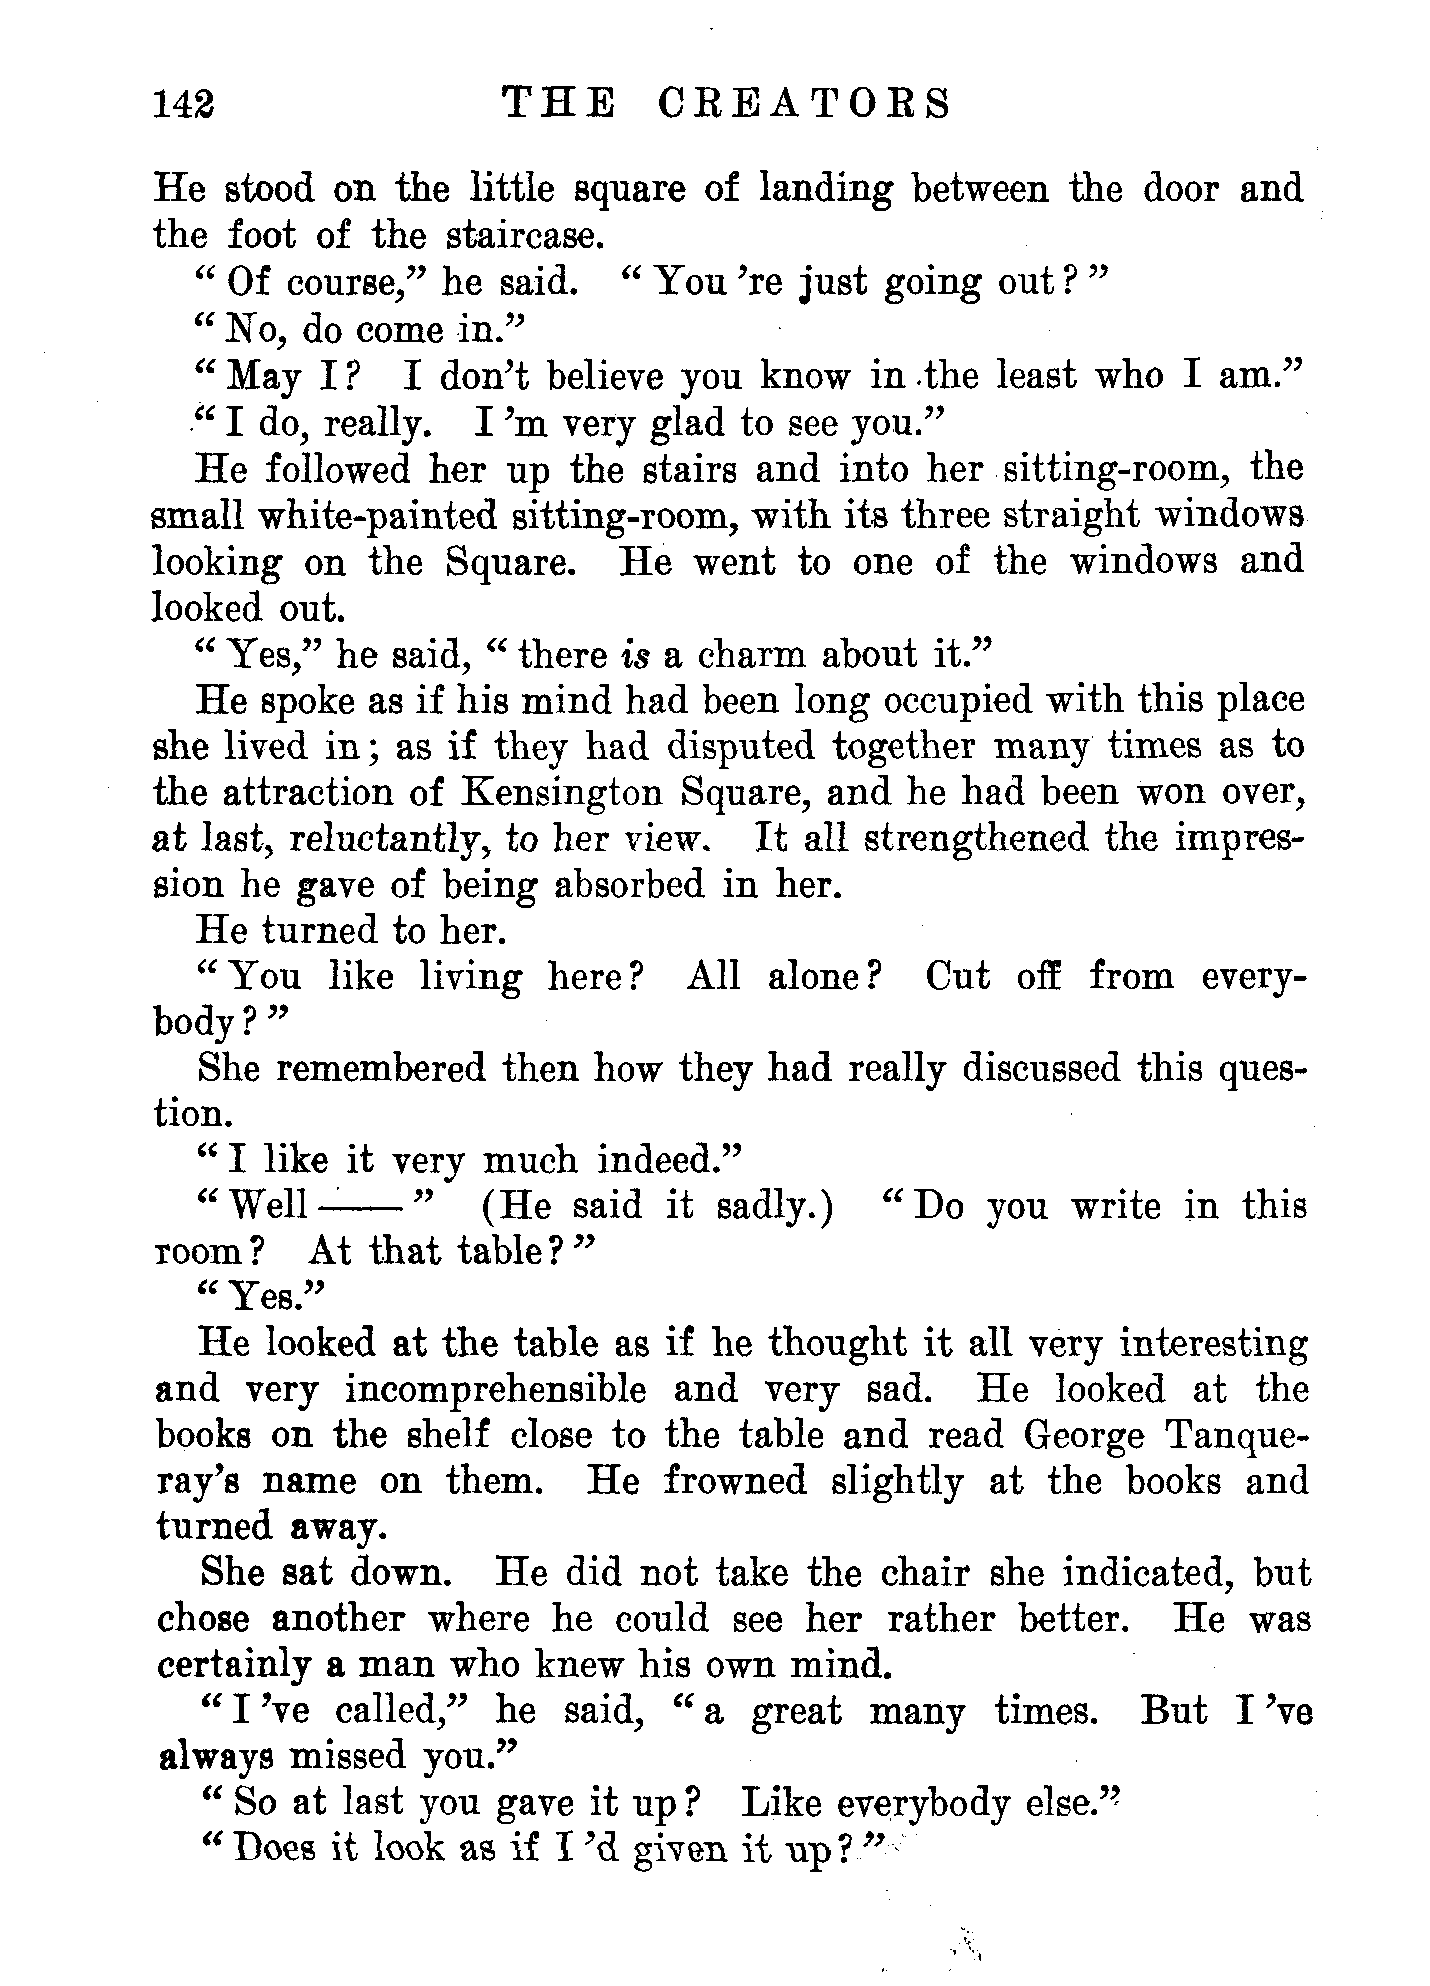 142 THE CREATORS
He stood on the little square of landing between the door and
the foot of the staircase.
“ Of course,” he said. “ You ’re just going out ? ”
“ No, do come in.”
“ May I ? I don’t believe you know in the least who I am.”
“ I do, really. I ’m very glad to see you.”
He followed her up the stairs and into her sitting-room, the
small white-painted sitting-room, with its three straight windows
looking on the Square. He went to one of the windows and
looked out.
“ Yes,” he said, “ there is a charm about it.”
He spoke as if his mind had been long occupied with this place
she lived in ; as if they had disputed together many times as to
the attraction of Kensington Square, and he had been won over,
at last, reluctantly, to her view. It all strengthened the impres-
sion he gave of being absorbed in her.
He turned to her.
“ You like living here ? All alone ? Cut off from every-
body ? ”
She remembered then how they had really discussed this ques-
tion.
“ I like it very much indeed.”
“ Well —— ” (He said it sadly.) “ Do you write in this
room ? At that table ? ”
“ Yes.”
He looked at the table as if he thought it all very interesting
and very incomprehensible and very sad. He looked at the
books on the shelf close to the table and read George Tanque-
ray’s name on them. He frowned slightly at the books and
turned away.
She sat down. He did not take the chair she indicated, but
chose another where he could see her rather better. He was
certainly a man who knew his own mind.
“ I ’ve called,” he said, “ a great many times. But I ’ve
always missed you.”
“ So at last you gave it up ? Like everybody else.”
“ Does it look as if I ’d given it up ? ”